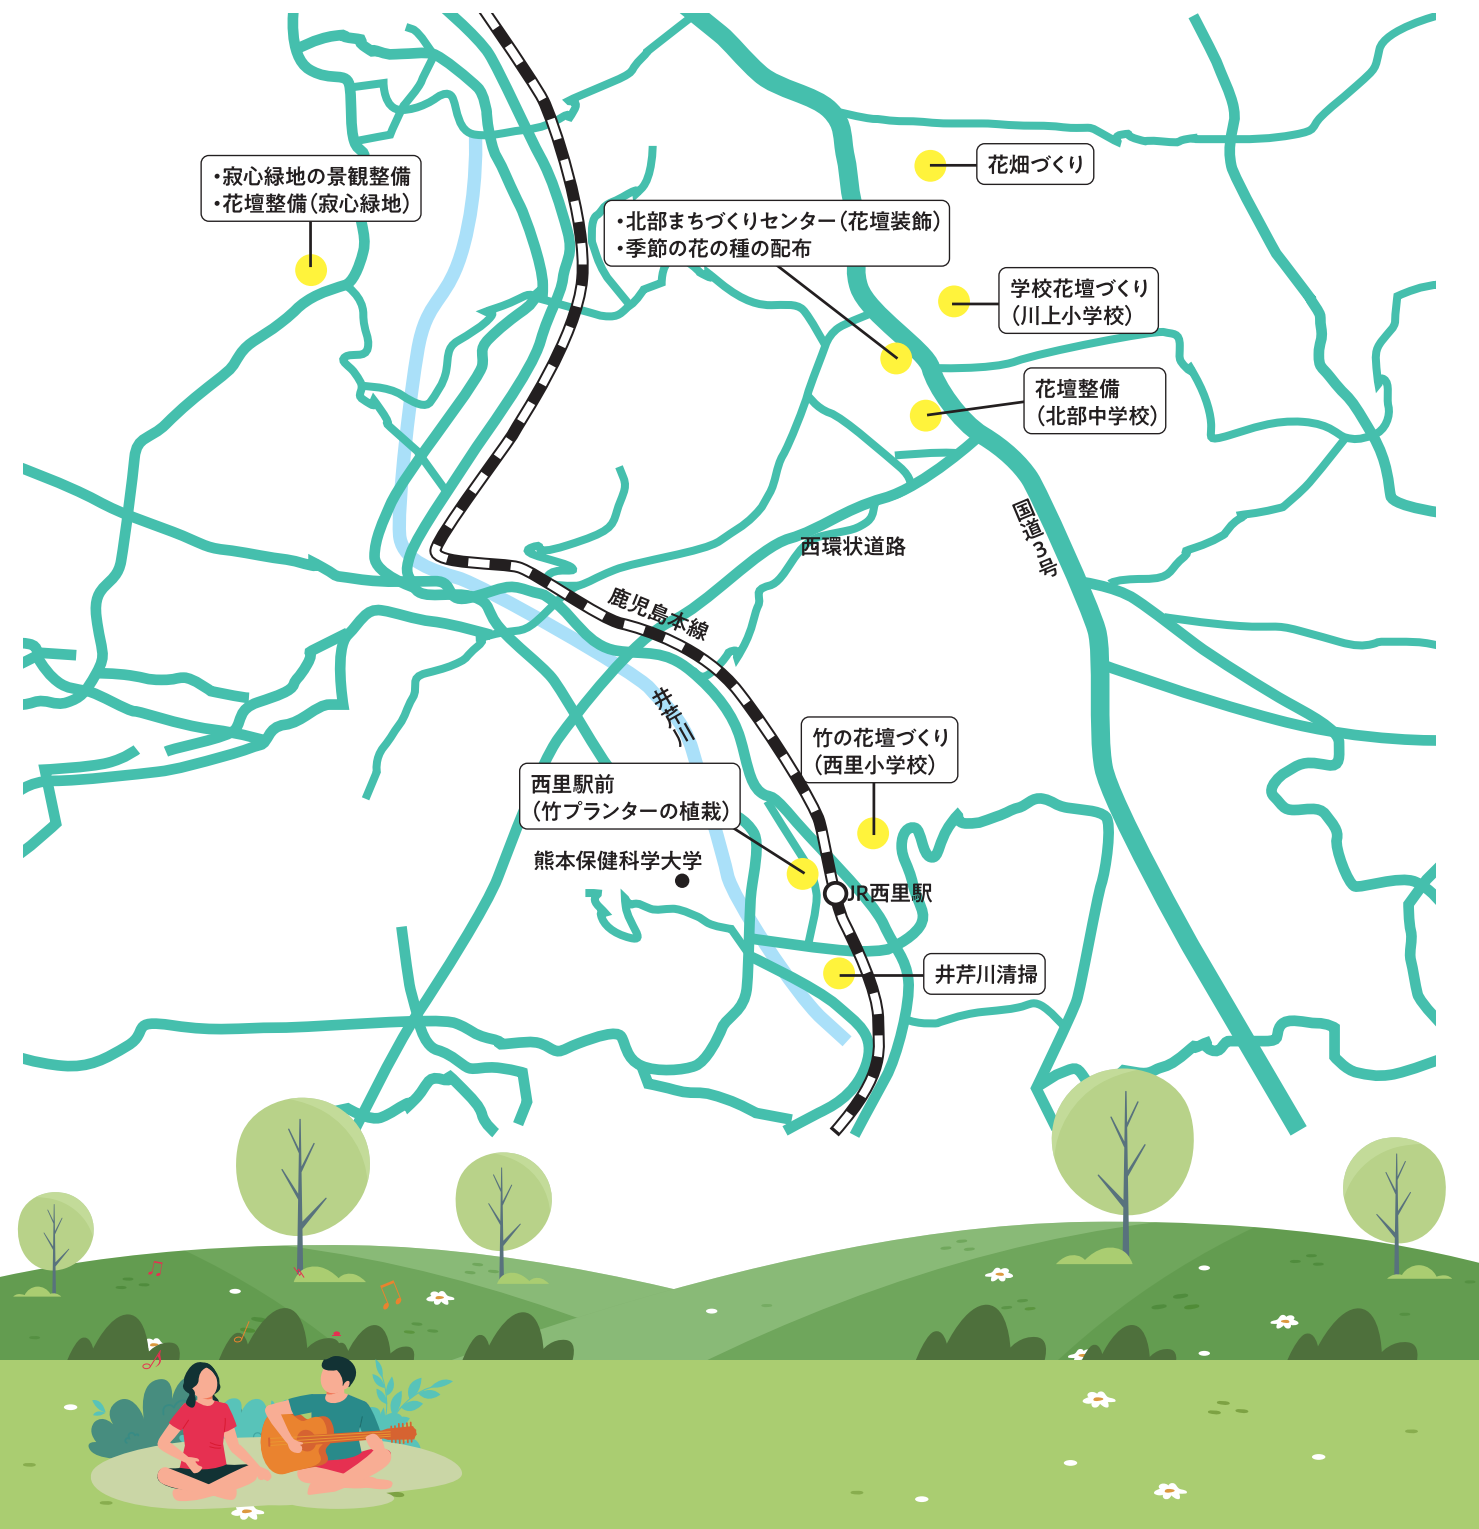 花畑づくり
・寂心緑地の景観整備
・花壇整備（寂心緑地）
・北部まちづくりセンター（花壇装飾）
・季節の花の種の配布
学校花壇づくり
（川上小学校）
花壇整備
（北部中学校）
国道3号
西環状道路
鹿児島本線
井芹川
竹の花壇づくり
（西里小学校）
西里駅前
（竹プランターの植栽）
熊本保健科学大学
JR西里駅
井芹川清掃